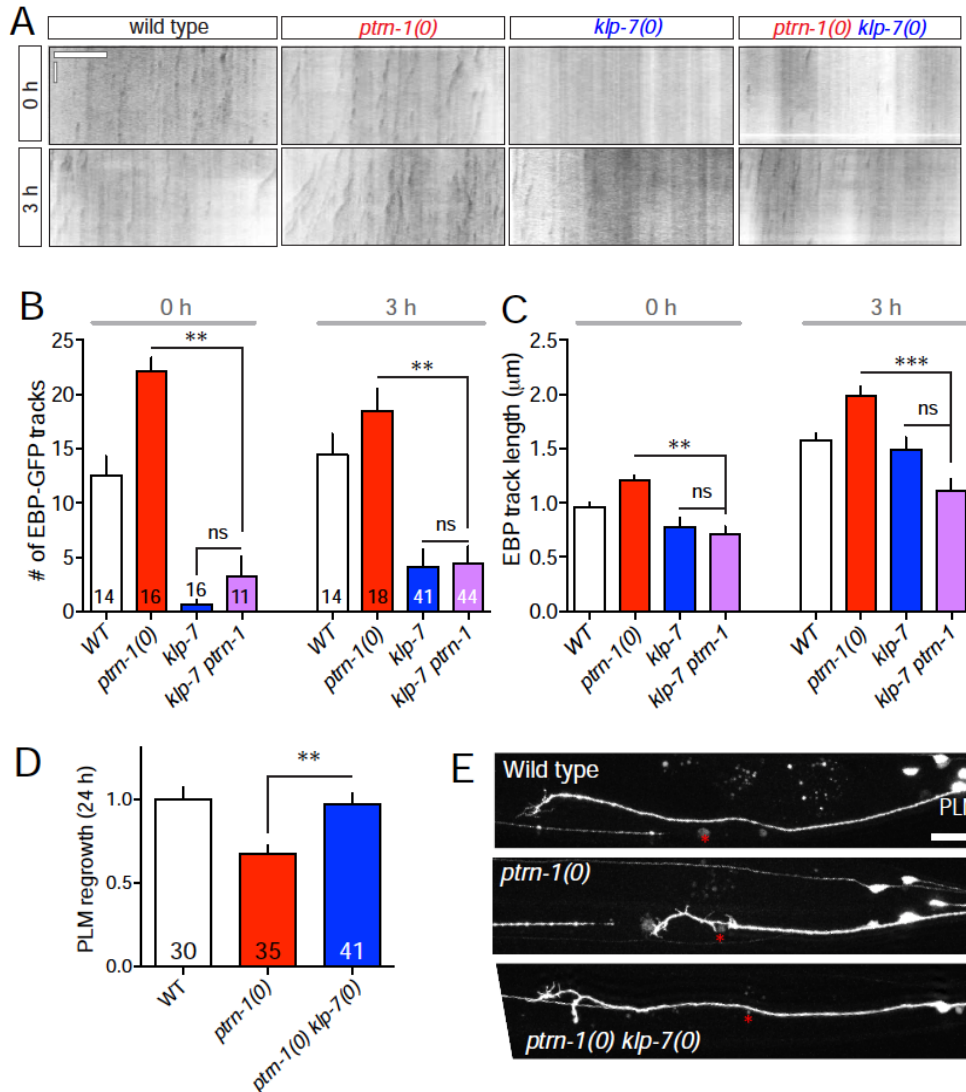 A
wild type
ptrn-1(0)
klp-7(0)
ptrn-1(0) klp-7(0)
0 h
3 h
B
0 h
3 h
# of EBP-GFP tracks
25
20
15
10
5
0
**
ns
**
ns
14
16
16
11
14
18
41
44
WT
ptrn-1(0)
klp-7
klp-7 ptrn-1
WT
ptrn-1(0)
klp-7
klp-7 ptrn-1
C
0 h
3 h
EBP track length (μm)
2.5
2.0
1.5
1.0
0.5
0.0
**
ns
***
ns
WT
ptrn-1(0)
klp-7
klp-7 ptrn-1
WT
ptrn-1(0)
klp-7
klp-7 ptrn-1
D
PLM regrowth (24 h)
1.0
0.5
0.0
**
30
35
41
WT
ptrn-1(0)
ptrn-1(0) klp-7(0)
E
Wild type
*
ptrn-1(0)
*
ptrn-1(0) klp-7(0)
*